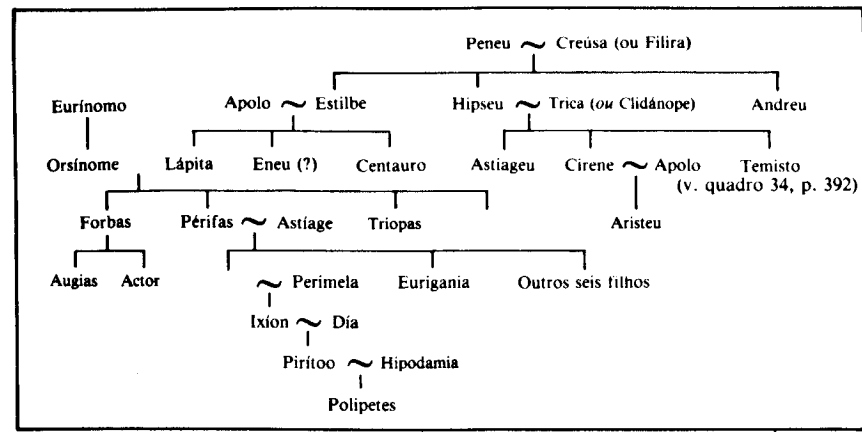 Peneu ~ Creúsa (ou Filira)
Eurínomo Apolo ~ Estilbe Hipseu ~ Trica (ou Clidánope) Andreu
Orsínome Lápita Eneu (?) Centauro Astiageu Cirene ~ Apolo Temisto
(v. quadro 34, p. 392)
Forbas Périfas ~ Astíage Triopas Aristeu
Augias Actor ~ Perimela Eurigania Outros seis filhos
Ixíon ~ Día
Pirítoo ~ Hipodamia
Polipetes